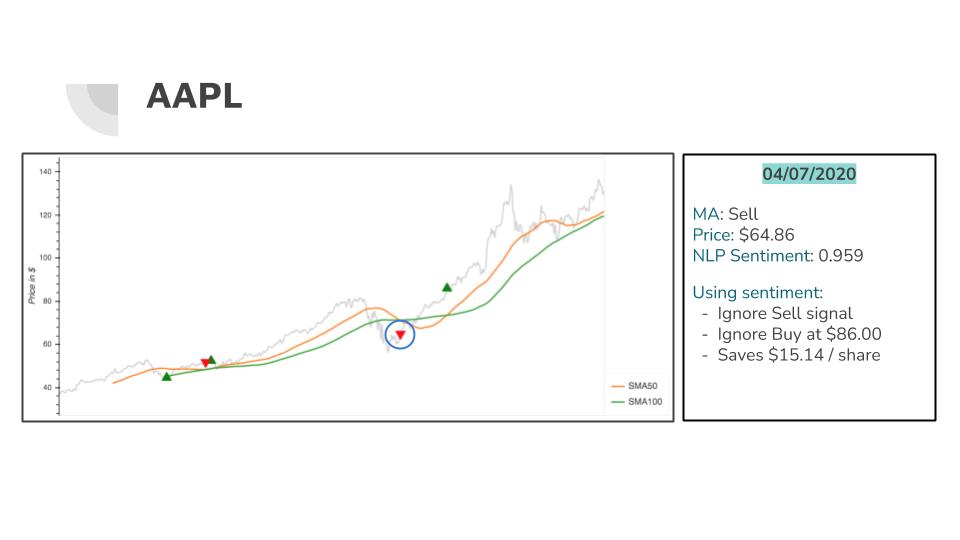 AAPL
140
120
100
80
60
40
Price in $
SMA50
SMA100
04/07/2020
MA: Sell
Price: $64.86
NLP Sentiment: 0.959
Using sentiment:
- Ignore Sell signal
- Ignore Buy at $86.00
- Saves $15.14 / share